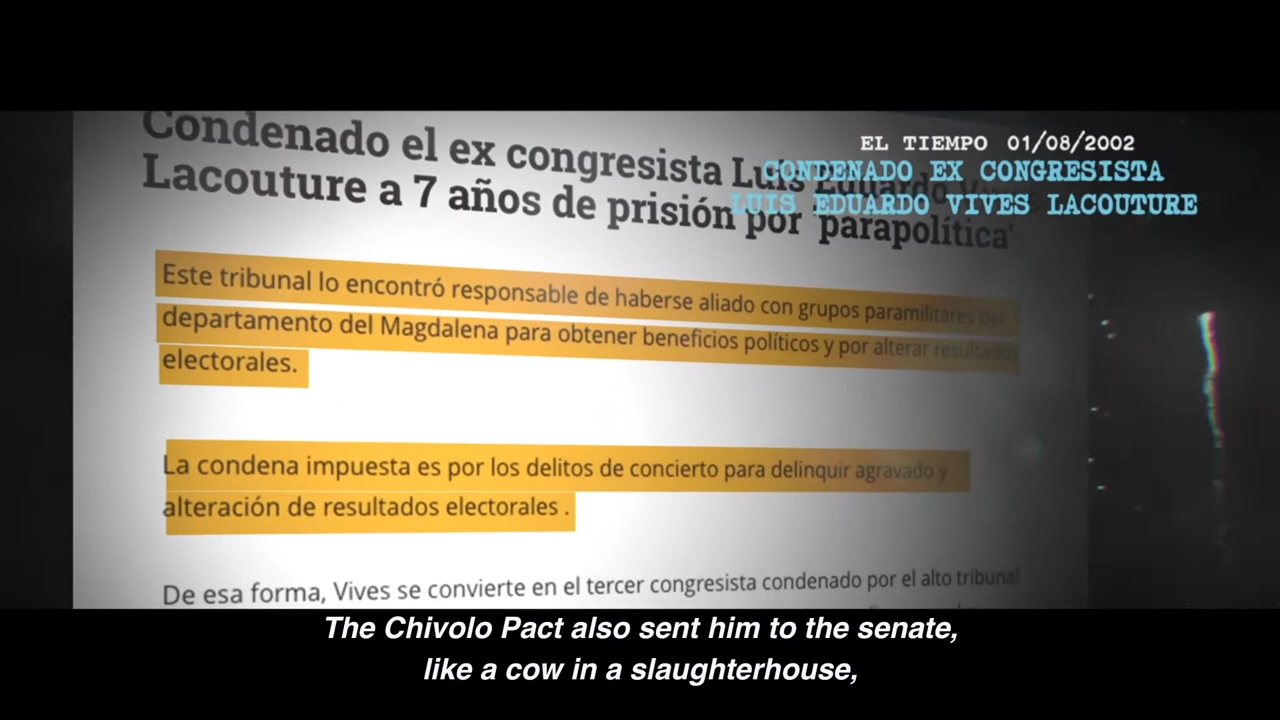 Condenado el ex congresista Luis Eduardo
Lacouture a 7 años de prisión por 'parapolítica'
EL TIEMPO 01/08/2002
CONDENADO EX CONGRESISTA
LUIS EDUARDO VIVES LACOUTURE
Este tribunal lo encontró responsable de haberse aliado con grupos paramilitares del
departamento del Magdalena para obtener beneficios políticos y por alterar resultados
electorales.
La condena impuesta es por los delitos de concierto para delinquir agravado y
alteración de resultados electorales .
De esa forma, Vives se convierte en el tercer congresista condenado por el alto tribunal
The Chivolo Pact also sent him to the senate,
like a cow in a slaughterhouse,